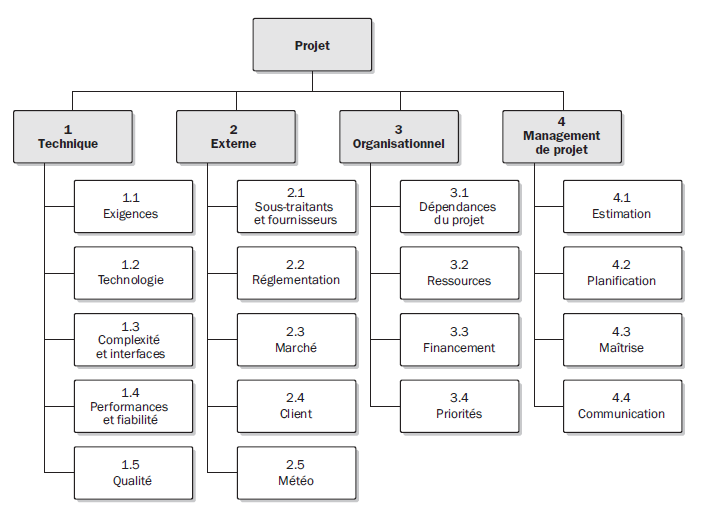 Projet
1
Technique
2
Externe
3
Organisationnel
4
Management
de projet
1.1
Exigences
1.2
Technologie
1.3
Complexité
et interfaces
1.4
Performances
et fiabilité
1.5
Qualité
2.1
Sous-traitants
et fournisseurs
2.2
Réglementation
2.3
Marché
2.4
Client
2.5
Météo
3.1
Dépendances
du projet
3.2
Ressources
3.3
Financement
3.4
Priorités
4.1
Estimation
4.2
Planification
4.3
Maîtrise
4.4
Communication